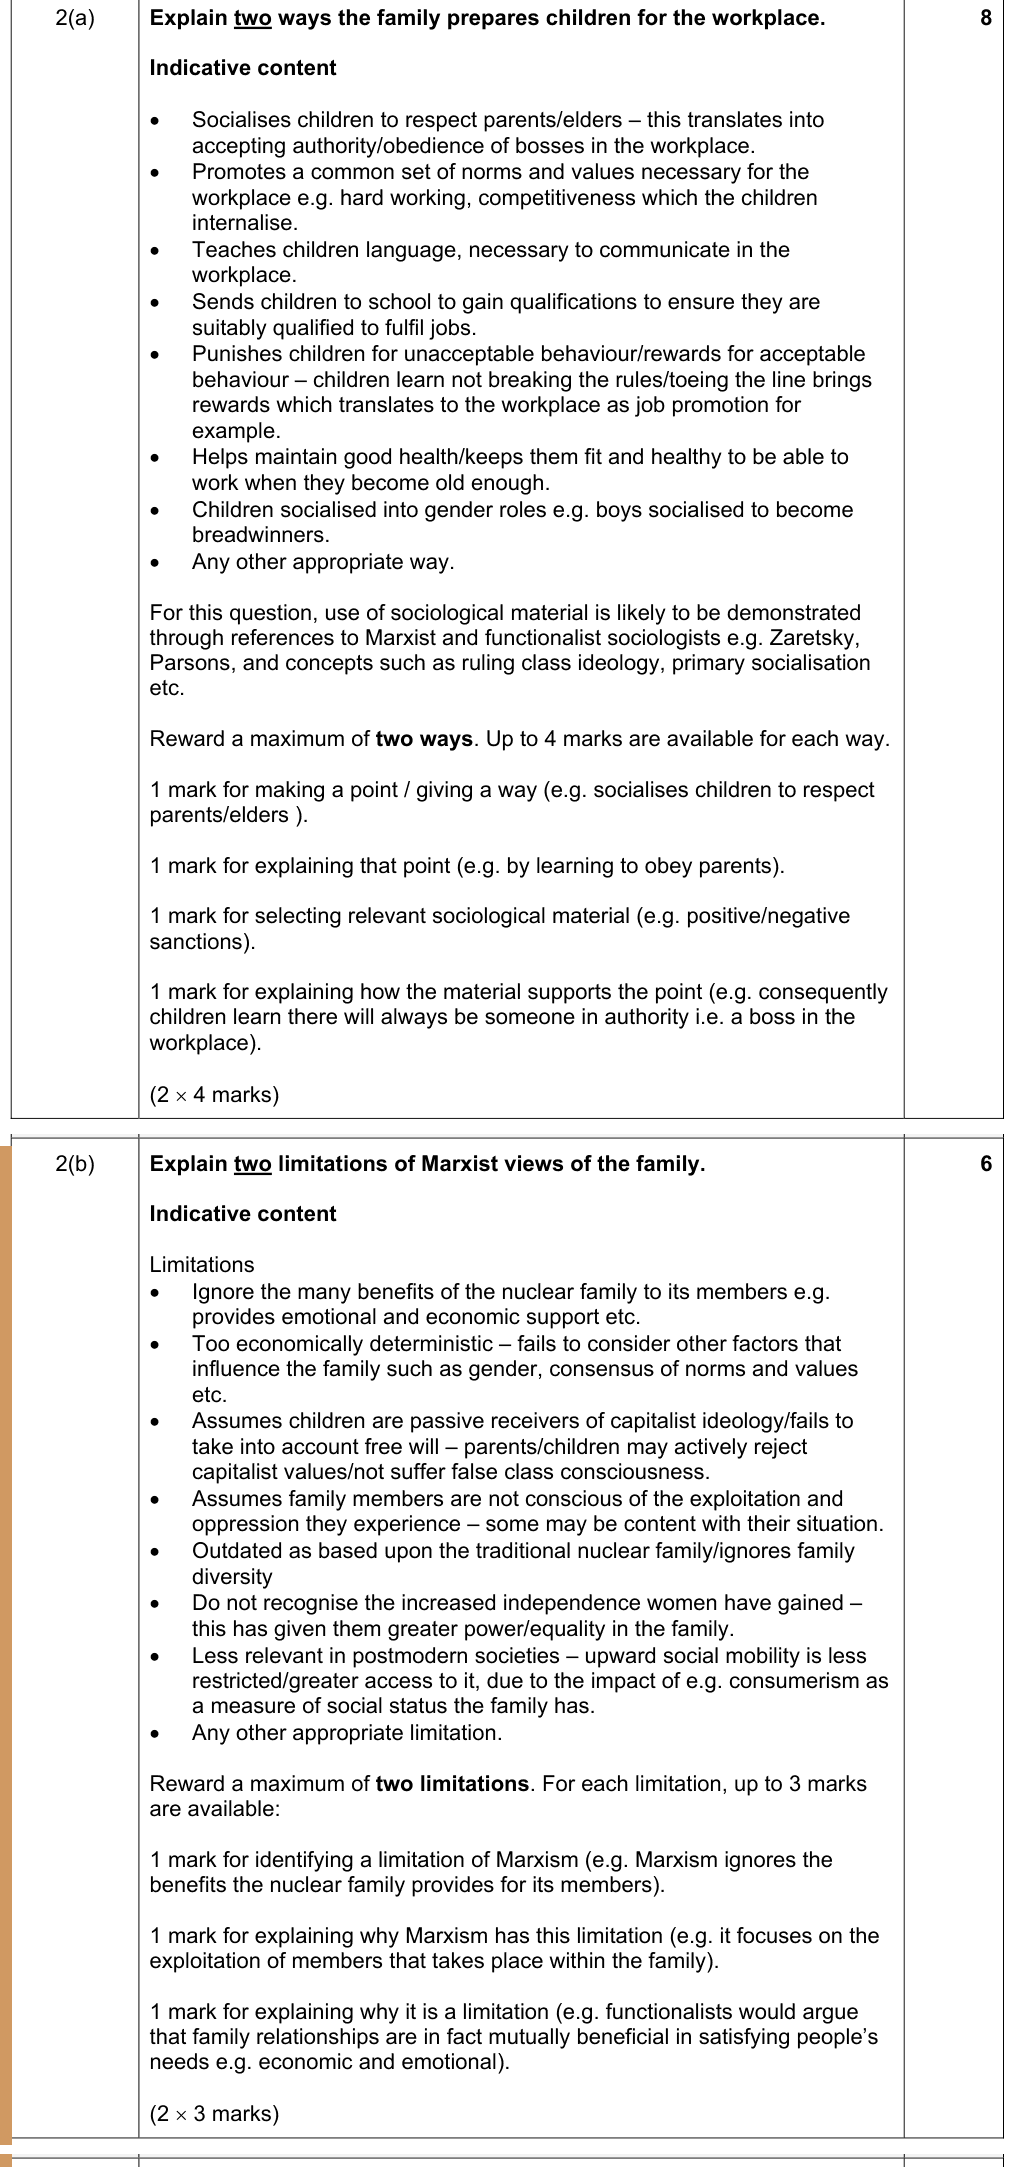 2(a) Explain two ways the family prepares children for the workplace. 8
Indicative content
• Socialises children to respect parents/elders – this translates into
accepting authority/obedience of bosses in the workplace.
• Promotes a common set of norms and values necessary for the
workplace e.g. hard working, competitiveness which the children
internalise.
• Teaches children language, necessary to communicate in the
workplace.
• Sends children to school to gain qualifications to ensure they are
suitably qualified to fulfil jobs.
• Punishes children for unacceptable behaviour/rewards for acceptable
behaviour – children learn not breaking the rules/toeing the line brings
rewards which translates to the workplace as job promotion for
example.
• Helps maintain good health/keeps them fit and healthy to be able to
work when they become old enough.
• Children socialised into gender roles e.g. boys socialised to become
breadwinners.
• Any other appropriate way.
For this question, use of sociological material is likely to be demonstrated
through references to Marxist and functionalist sociologists e.g. Zaretsky,
Parsons, and concepts such as ruling class ideology, primary socialisation
etc.
Reward a maximum of two ways. Up to 4 marks are available for each way.
1 mark for making a point / giving a way (e.g. socialises children to respect
parents/elders ).
1 mark for explaining that point (e.g. by learning to obey parents).
1 mark for selecting relevant sociological material (e.g. positive/negative
sanctions).
1 mark for explaining how the material supports the point (e.g. consequently
children learn there will always be someone in authority i.e. a boss in the
workplace).
(2 × 4 marks)
2(b) Explain two limitations of Marxist views of the family. 6
Indicative content
Limitations
• Ignore the many benefits of the nuclear family to its members e.g.
provides emotional and economic support etc.
• Too economically deterministic – fails to consider other factors that
influence the family such as gender, consensus of norms and values
etc.
• Assumes children are passive receivers of capitalist ideology/fails to
take into account free will – parents/children may actively reject
capitalist values/not suffer false class consciousness.
• Assumes family members are not conscious of the exploitation and
oppression they experience – some may be content with their situation.
• Outdated as based upon the traditional nuclear family/ignores family
diversity
• Do not recognise the increased independence women have gained –
this has given them greater power/equality in the family.
• Less relevant in postmodern societies – upward social mobility is less
restricted/greater access to it, due to the impact of e.g. consumerism as
a measure of social status the family has.
• Any other appropriate limitation.
Reward a maximum of two limitations. For each limitation, up to 3 marks
are available:
1 mark for identifying a limitation of Marxism (e.g. Marxism ignores the
benefits the nuclear family provides for its members).
1 mark for explaining why Marxism has this limitation (e.g. it focuses on the
exploitation of members that takes place within the family).
1 mark for explaining why it is a limitation (e.g. functionalists would argue
that family relationships are in fact mutually beneficial in satisfying people's
needs e.g. economic and emotional).
(2 × 3 marks)